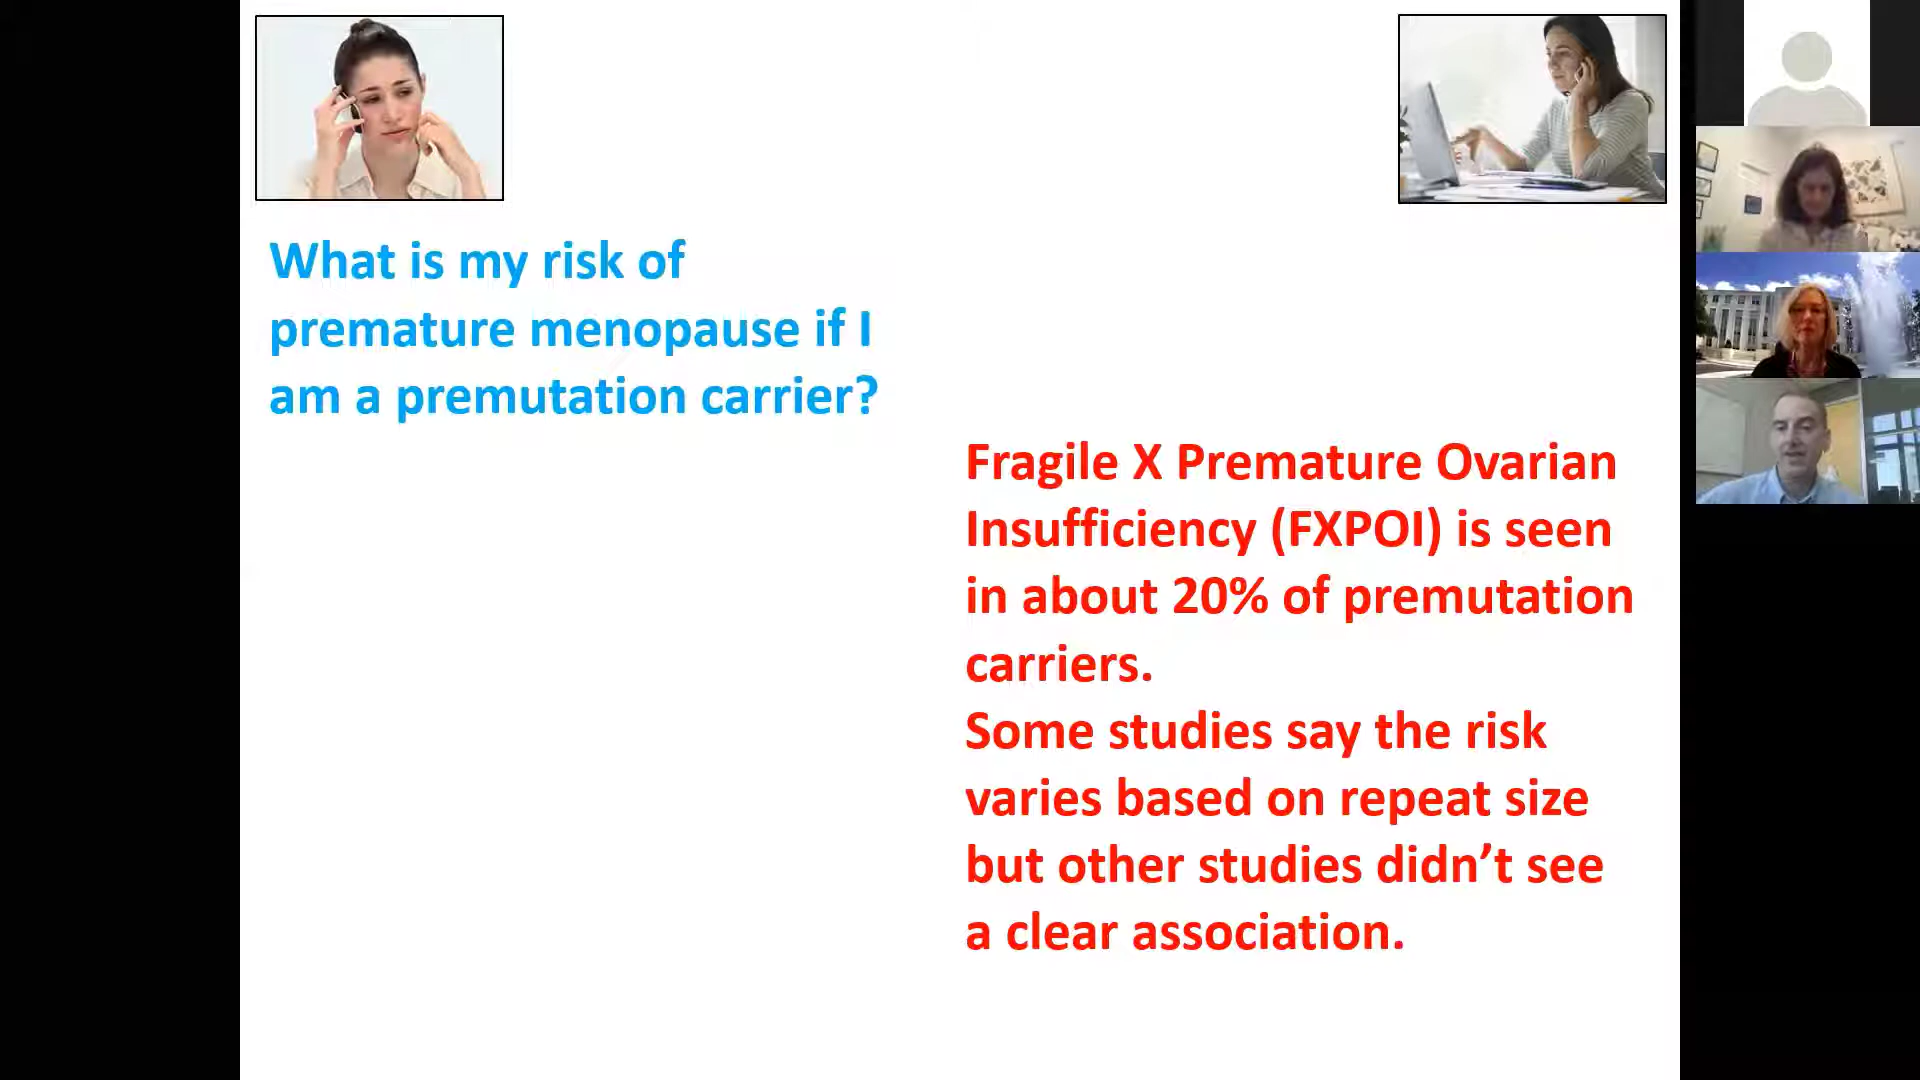 What is my risk of
premature menopause if I
am a premutation carrier?
Fragile X Premature Ovarian
Insufficiency (FXPOI) is seen
in about 20% of premutation
carriers.
Some studies say the risk
varies based on repeat size
but other studies didn’t see
a clear association.